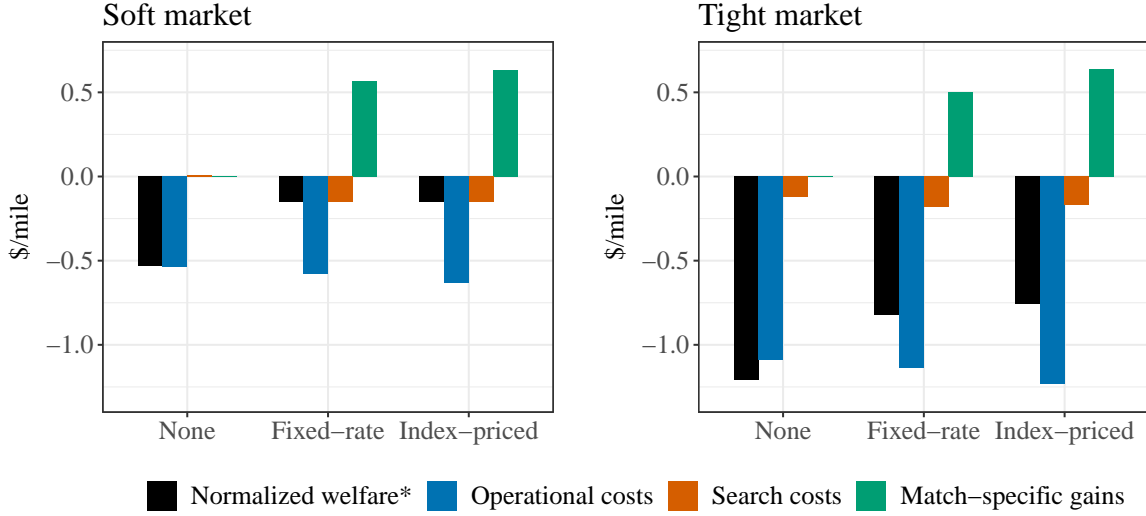 Soft market
Tight market
$/mile
0.5
0.0
−0.5
−1.0
None
Fixed−rate
Index−priced
$/mile
0.5
0.0
−0.5
−1.0
None
Fixed−rate
Index−priced
Normalized welfare*
Operational costs
Search costs
Match−specific gains